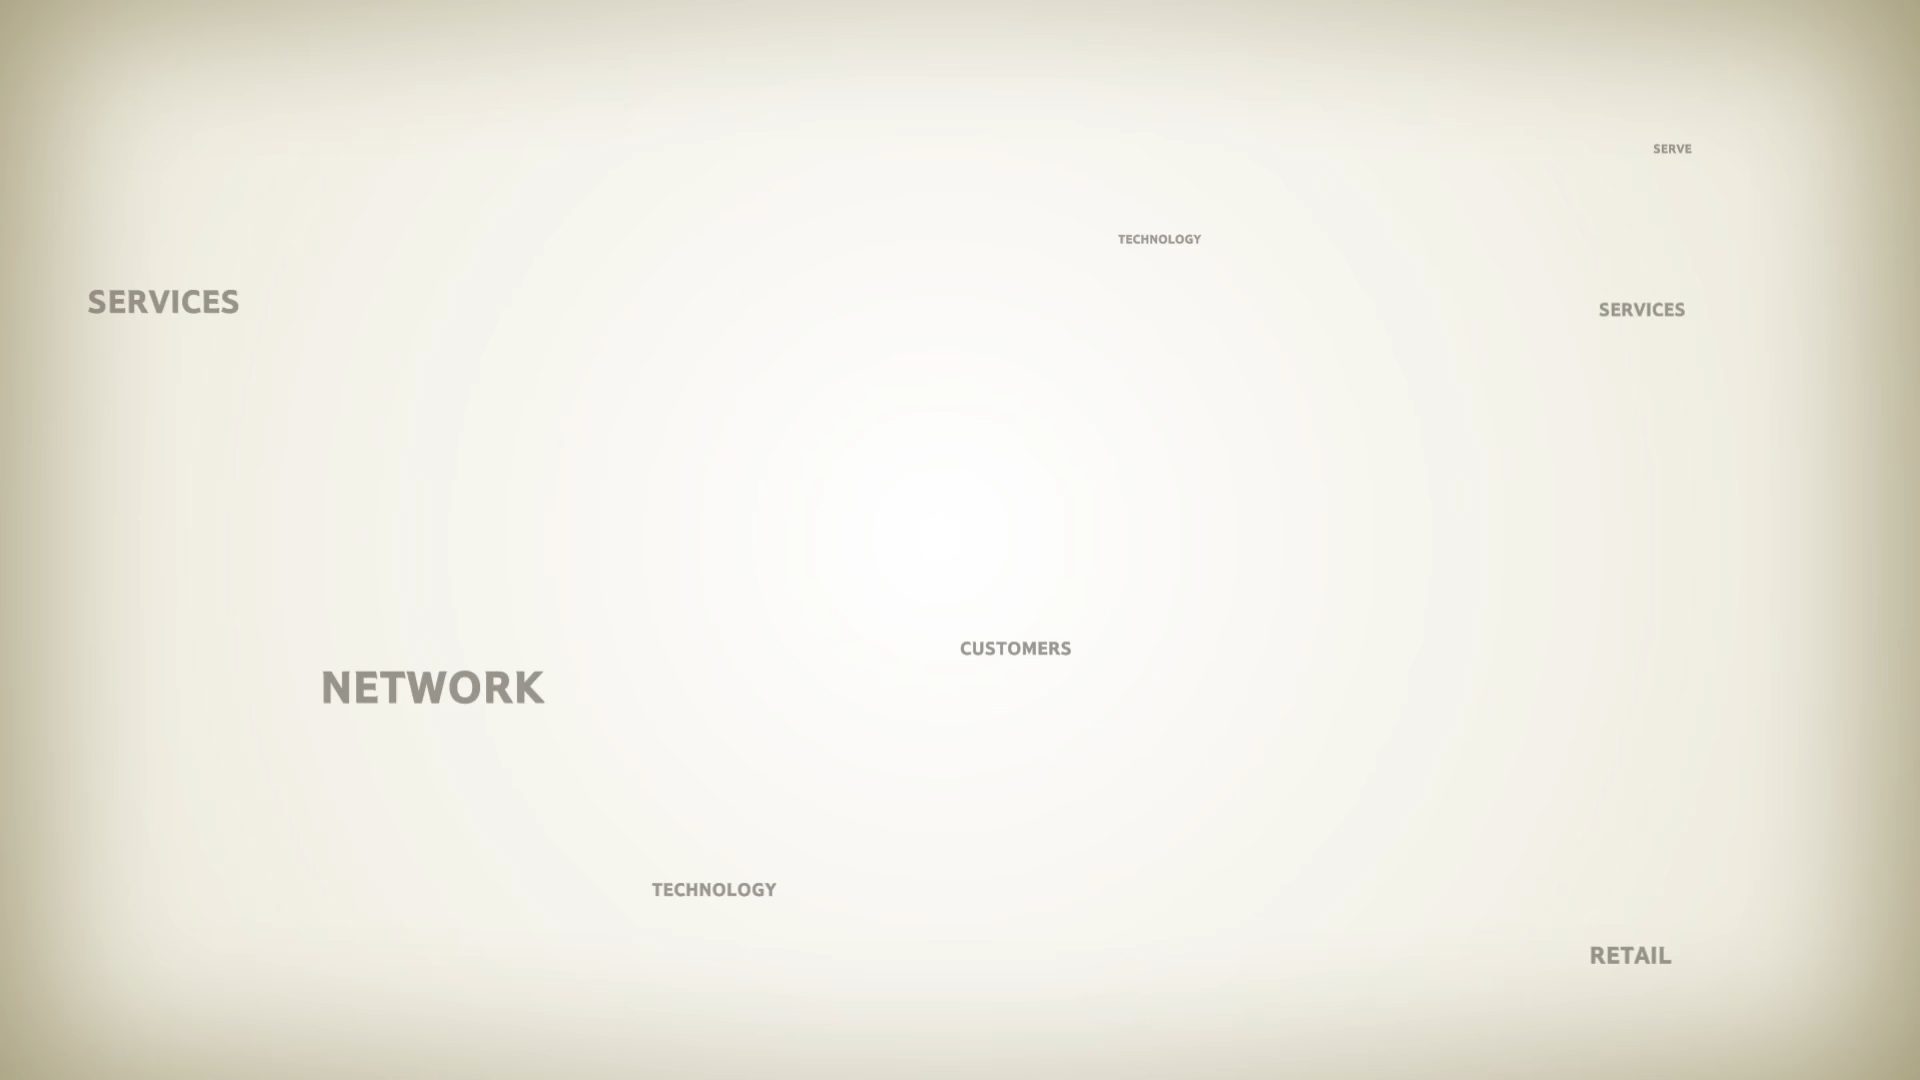 SERVE
TECHNOLOGY
SERVICES
SERVICES
CUSTOMERS
NETWORK
TECHNOLOGY
RETAIL